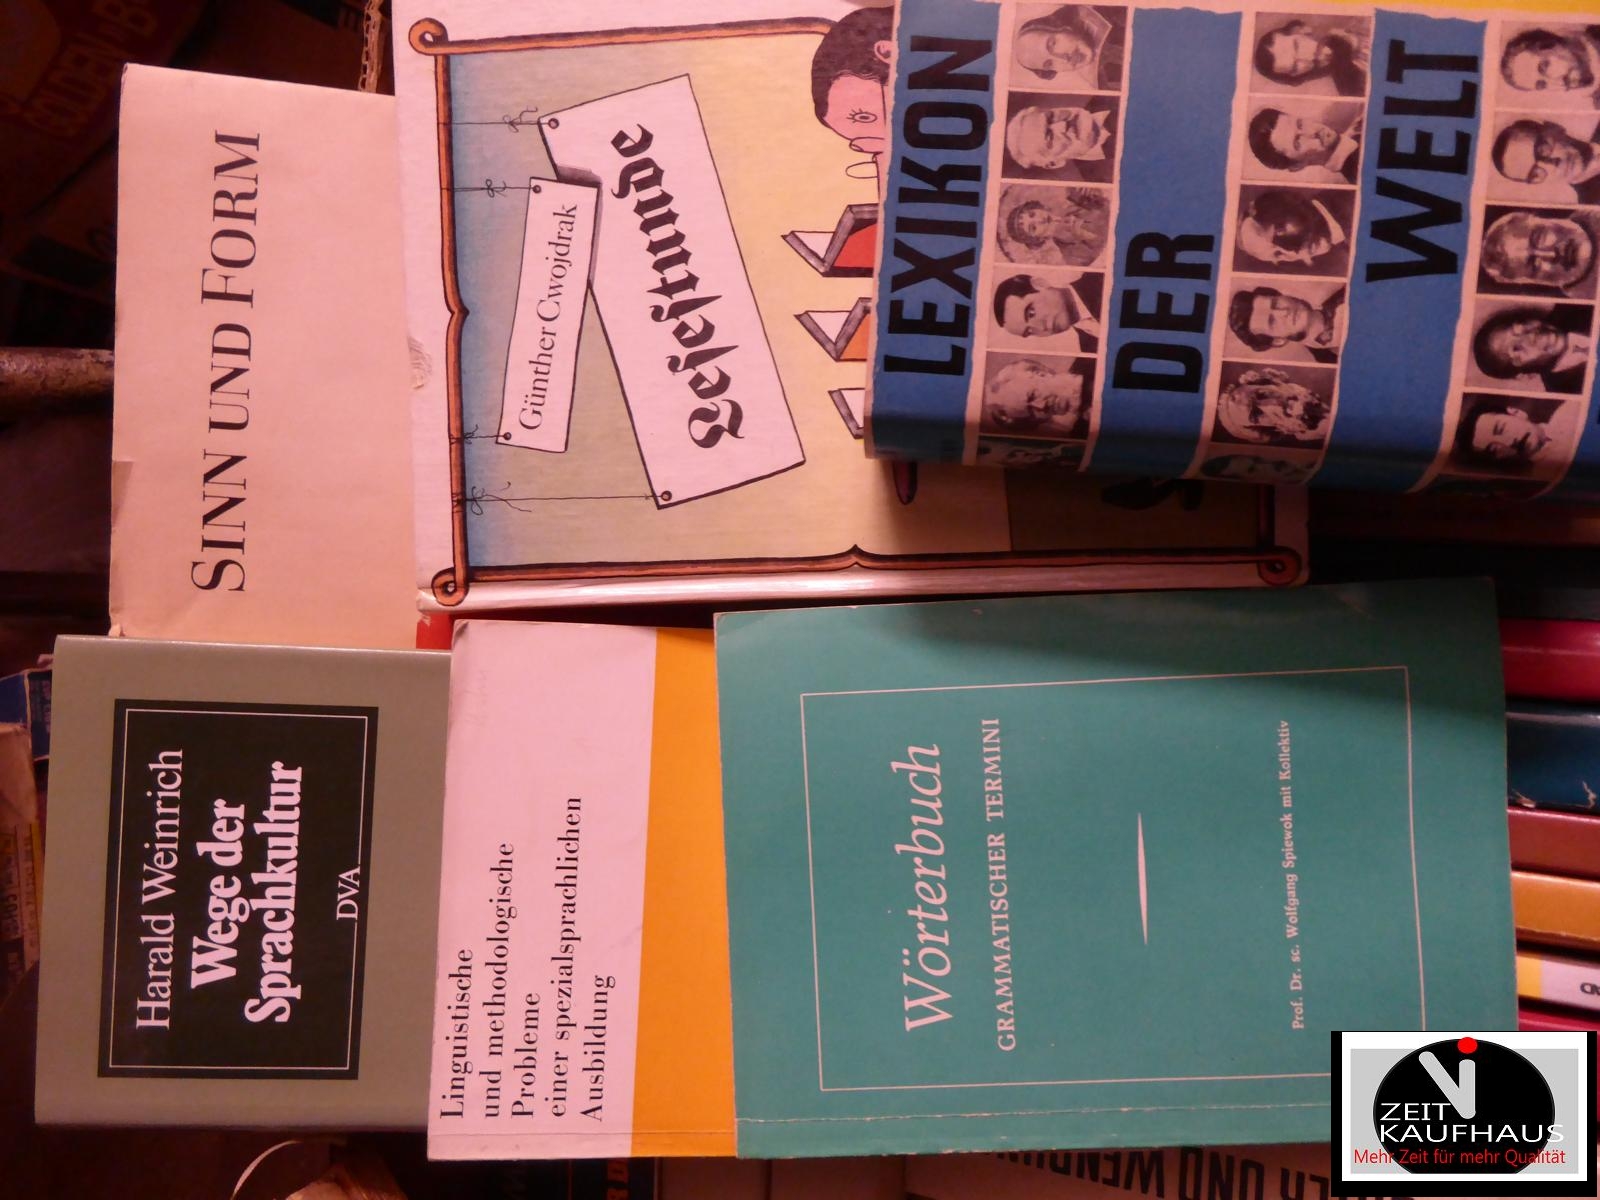 SINN UND FORM
Günther Cwojdrak
Lesestunde
LEXIKON
DER
WELT
Harald Weinrich
Wege der
Sprachkultur
DVA
Linguistische
und methodologische
Probleme
einer spezialsprachlichen
Ausbildung
Wörterbuch
GRAMMATISCHER TERMINI
Prof. Dr. sc. Wolfgang Spiewok mit Kollektiv
UND WENDUN
ZEIT
KAUFHAUS
Mehr Zeit für mehr Qualität